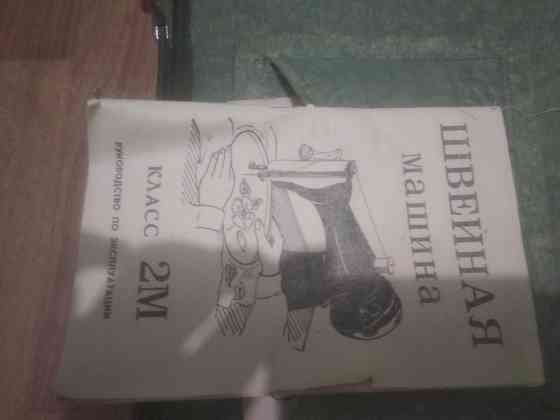 ШВЕЙНАЯ
машина
КЛАСС 2М
РУКОВОДСТВО ПО ЭКСПЛУАТАЦИИ